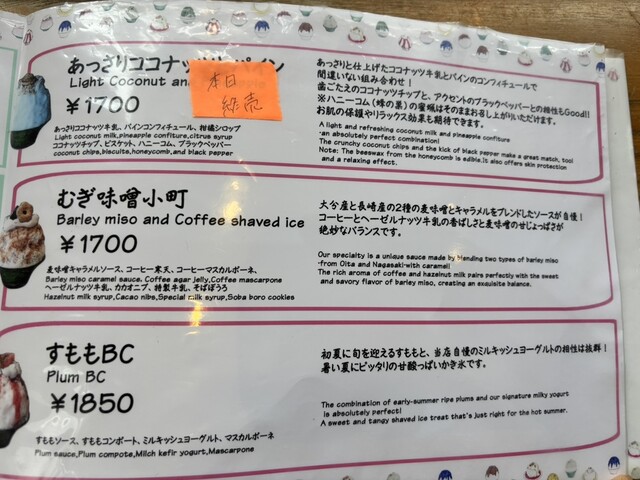 あっさりココナッツ パイン
Light Coconut an
本日
終売
¥1700
あっさりココナッツ牛乳、パインコンフィチュール、柑橘シロップ
Light coconut milk,pineapple confiture,citrus syrup
ココナッツチップ、ビスケット、ハニーコーム、ブラックペッパー
coconut chips,biscuits,honeycomb,and black pepper
あっさりと仕上げたココナッツ牛乳とパインのコンフィチュールで
間違いない組み合わせ!
歯ごたえのココナッツチップと、アクセントのブラックペッパーとの相性もGood!!
※ハニーコーム(蜂の巣)の蜜蝋はそのままお召し上がりいただけます。
お肌の保護やリラックス効果も期待できます。
A light and refreshing coconut milk and pineapple confiture
-an absolutely perfect combination!
The crunchy coconut chips and the kick of black pepper make a great match, too!
Note: The beeswax from the honeycomb is edible.It also offers skin protection
and a relaxing effect.
むぎ味噌小町
Barley miso and Coffee shaved ice
¥1700
麦味噌キャラメルソース、コーヒー寒天、コーヒーマスカルポーネ、
Barley miso caramel sauce, Coffee agar jelly,Coffee mascarpone
ヘーゼルナッツ牛乳、カカオニブ、特製牛乳、そばぼうろ
Hazelnut milk syrup,Cacao nibs,Special milk syrup,Soba boro cookies
大分産と長崎産の2種の麦味噌とキャラメルをブレンドしたソースが自慢!
コーヒーとヘーゼルナッツ牛乳の香ばしさと麦味噌のせじょっぱさが
絶妙なバランスです。
Our specialty is a unique sauce made by blending two types of barley miso
-from Oita and Nagasaki-with caramel!
The rich aroma of coffee and hazelnut milk pairs perfectly with the sweet
and savory flavor of barley miso, creating an exquisite balance.
すももBC
Plum BC
¥1850
すももソース、すももコンポート、ミルキッシュヨーグルト、マスカルポーネ
Plum sauce,Plum compote,Milch kefir yogurt,Mascarpone
初夏に旬を迎えるすももと、当店自慢のミルキッシュヨーグルトの相性は抜群!
暑い夏にピッタリの甘酸っぱいかき氷です。
The combination of early-summer ripe plums and our signature milky yogurt
is absolutely perfect!
A sweet and tangy shaved ice treat that's just right for the hot summer.